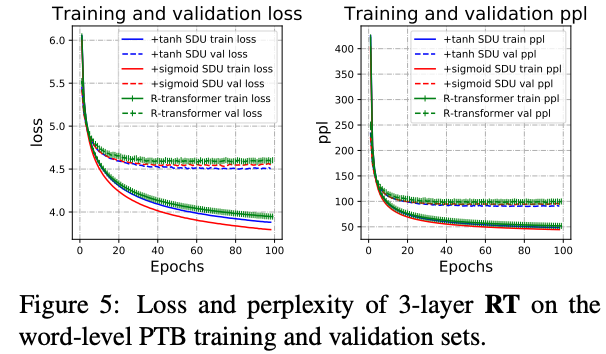 Training and validation loss
Training and validation ppl
6.0
5.5
5.0
4.5
4.0
loss
0 20 40 60 80 100
Epochs
+tanh SDU train loss
+tanh SDU val loss
+sigmoid SDU train loss
+sigmoid SDU val loss
R-transformer train loss
R-transformer val loss
400
350
300
250
200
150
100
50
ppl
0 20 40 60 80 100
Epochs
+tanh SDU train ppl
+tanh SDU val ppl
+sigmoid SDU train ppl
+sigmoid SDU val ppl
R-transformer train ppl
R-transformer val ppl
Figure 5: Loss and perplexity of 3-layer RT on the
word-level PTB training and validation sets.